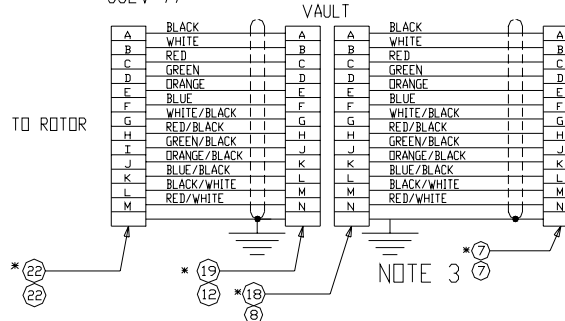 VAULT
A BLACK A A BLACK A
B WHITE B B WHITE B
C RED C C RED C
D GREEN D D GREEN D
E ORANGE E E ORANGE E
F BLUE F F BLUE F
G WHITE/BLACK G G WHITE/BLACK G
H RED/BLACK H H RED/BLACK H
I GREEN/BLACK J J GREEN/BLACK J
J ORANGE/BLACK K K ORANGE/BLACK K
K BLUE/BLACK L L BLUE/BLACK L
L BLACK/WHITE M M BLACK/WHITE M
M RED/WHITE N N RED/WHITE N
TO ROTOR
* 22
22
* 19
12
* 18
8
NOTE 3
* 7
7